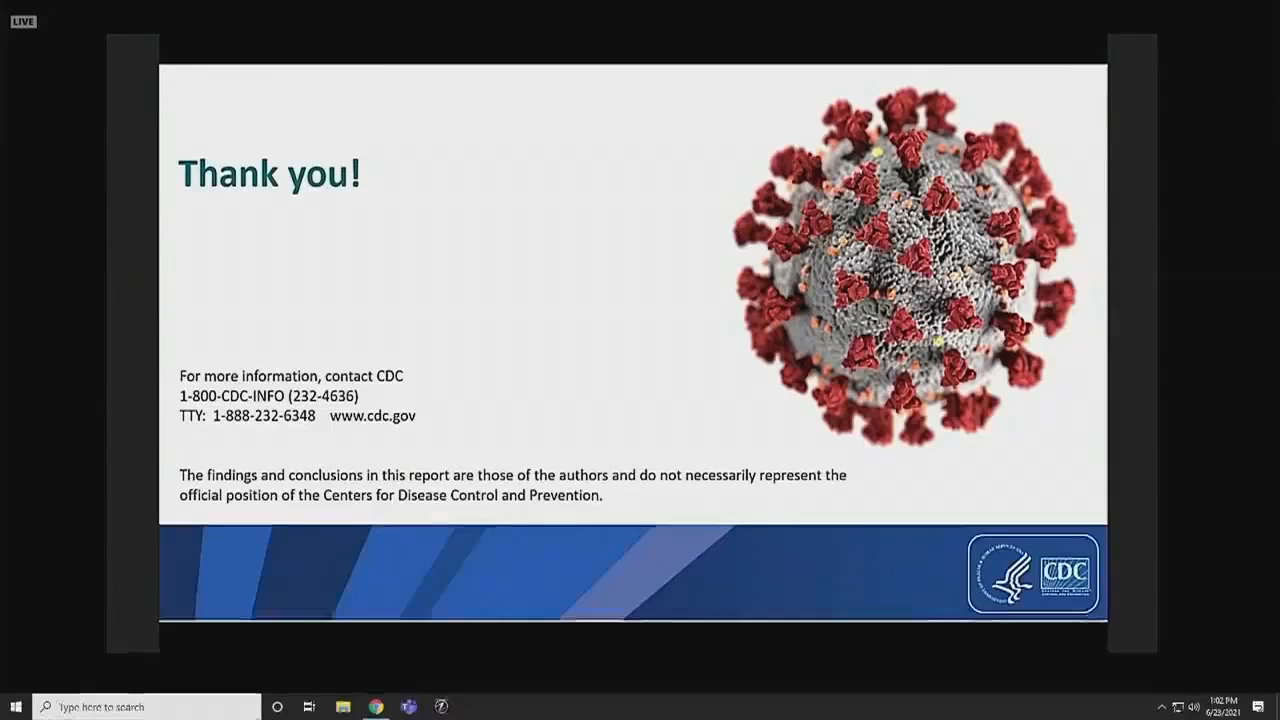 LIVE
Thank you!
For more information, contact CDC
1-800-CDC-INFO (232-4636)
TTY: 1-888-232-6348 www.cdc.gov
The findings and conclusions in this report are those of the authors and do not necessarily represent the
official position of the Centers for Disease Control and Prevention.
CDC
Type here to search
1:02 PM
6/23/2021